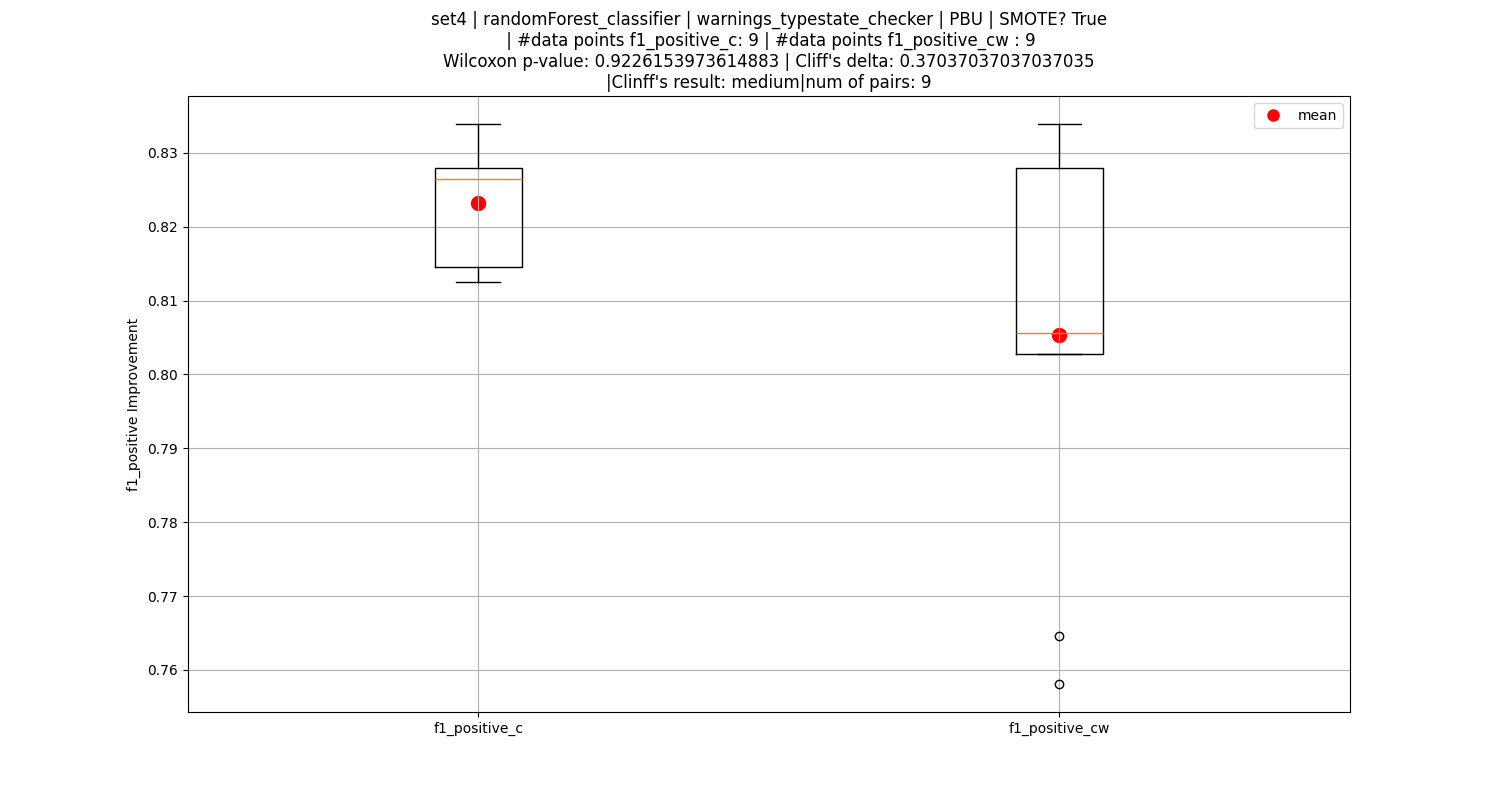 set4 | randomForest_classifier | warnings_typestate_checker | PBU | SMOTE? True
| #data points f1_positive_c: 9 | #data points f1_positive_cw : 9
Wilcoxon p-value: 0.9226153973614883 | Cliff's delta: 0.37037037037037035
|Clinff's result: medium|num of pairs: 9
mean
0.83
0.82
0.81
0.80
0.79
0.78
0.77
0.76
f1_positive Improvement
f1_positive_c
f1_positive_cw